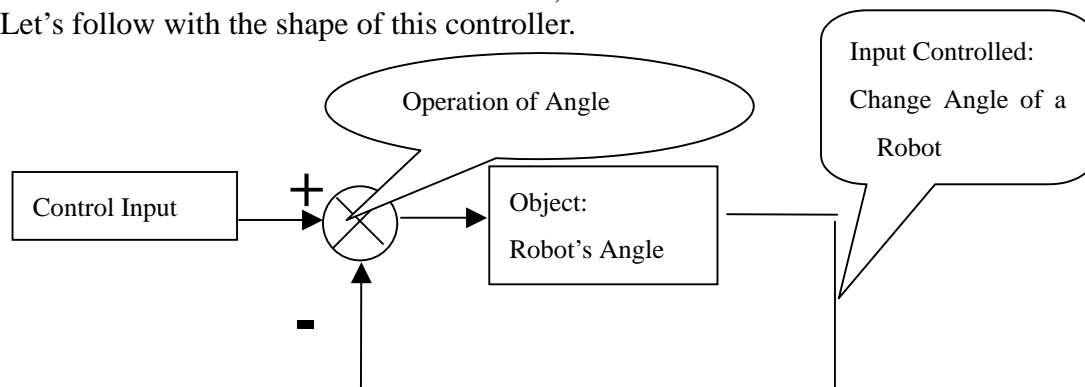 Let’s follow with the shape of this controller.
Input Controlled:
Change Angle of a
Robot
Operation of Angle
+
Control Input
Object:
Robot’s Angle
-